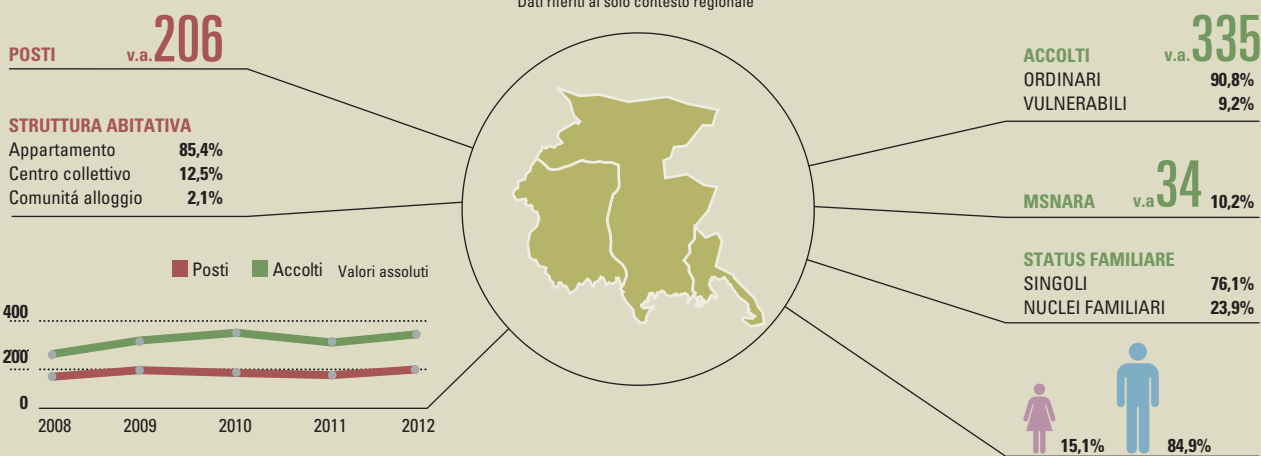 Dati riferiti al solo contesto regionale
POSTI v.a. 206
STRUTTURA ABITATIVA
Appartamento 85,4%
Centro collettivo 12,5%
Comunitá alloggio 2,1%
Posti Accolti Valori assoluti
400
200
0
2008 2009 2010 2011 2012
ACCOLTI v.a. 335
ORDINARI 90,8%
VULNERABILI 9,2%
MSNARA v.a 34 10,2%
STATUS FAMILIARE
SINGOLI 76,1%
NUCLEI FAMILIARI 23,9%
15,1% 84,9%